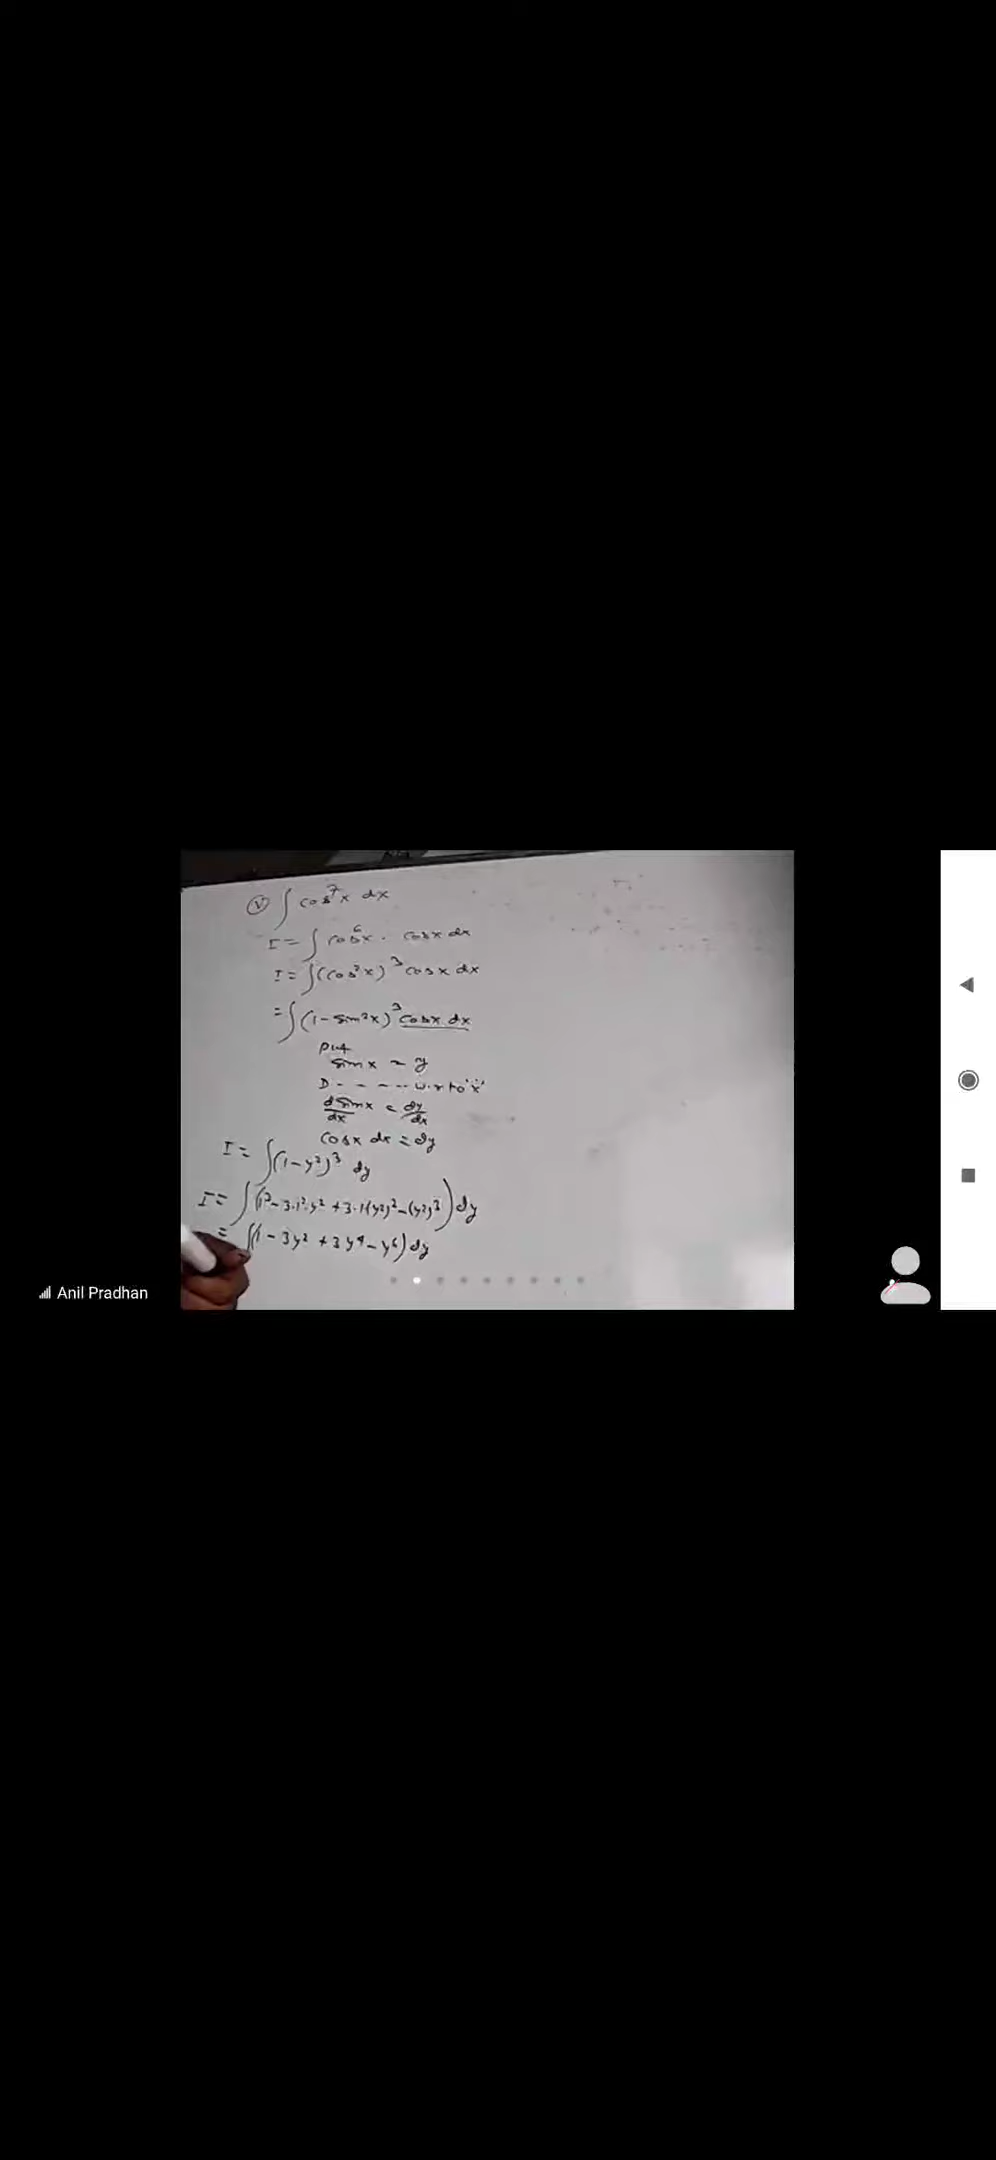 (V) ∫ cos⁷x dx
I = ∫ cos⁶x . cosx dx
I = ∫ (cos²x)³ cosx dx
= ∫ (1 - sin²x)³ cosx dx
Put
sinx = y
D - - - - - w.r to 'x'
dsinx/dx = dy/dx
cosx dx = dy
I = ∫ (1 - y²)³ dy
I = ∫ (1³ - 3.1².y² + 3.1(y²)² - (y²)³) dy
= ∫ (1 - 3y² + 3y⁴ - y⁶) dy
Anil Pradhan